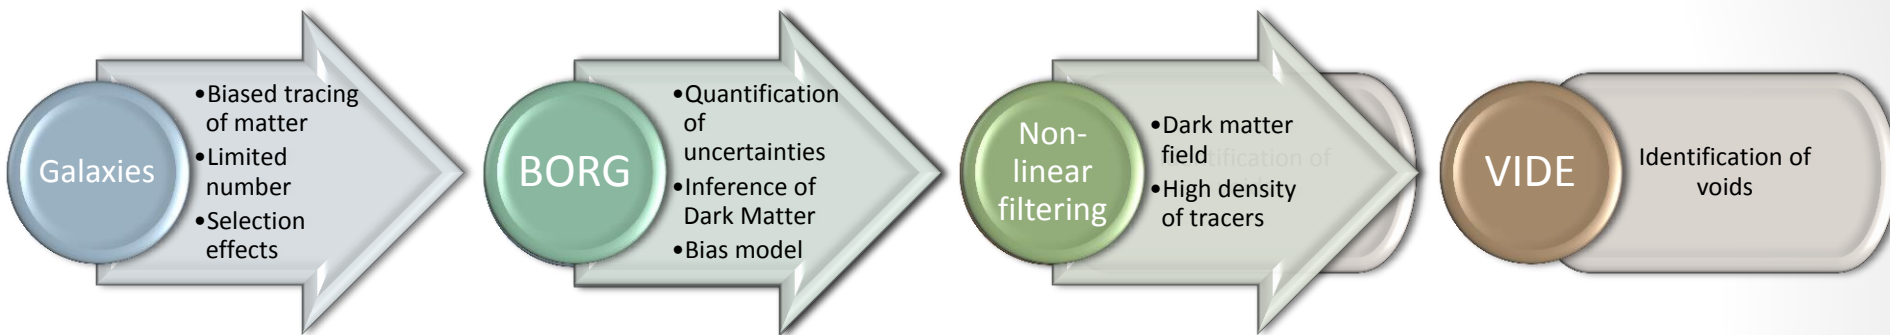 Galaxies
•Biased tracing
of matter
•Limited
number
•Selection
effects
BORG
•Quantification
of
uncertainties
•Inference of
Dark Matter
•Bias model
Non-
linear
filtering
•Dark matter
field
•High density
of tracers
VIDE
Identification of
voids